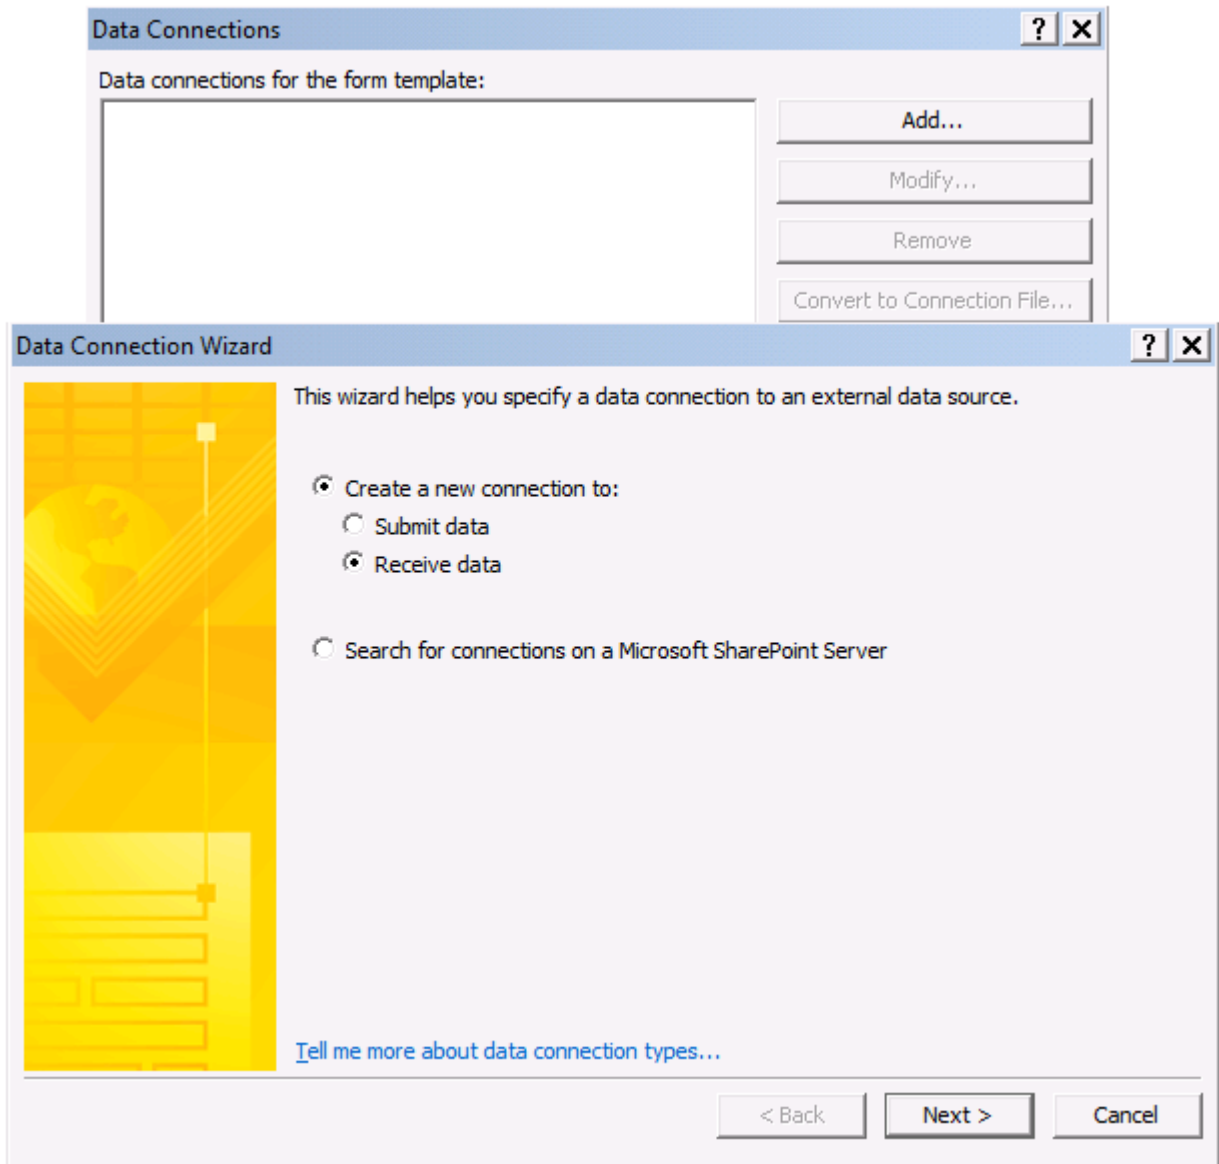 Data Connections
Data connections for the form template:
Add...
Modify...
Remove
Convert to Connection File...
Data Connection Wizard
This wizard helps you specify a data connection to an external data source.
Create a new connection to:
Submit data
Receive data
Search for connections on a Microsoft SharePoint Server
Tell me more about data connection types...
< Back
Next >
Cancel